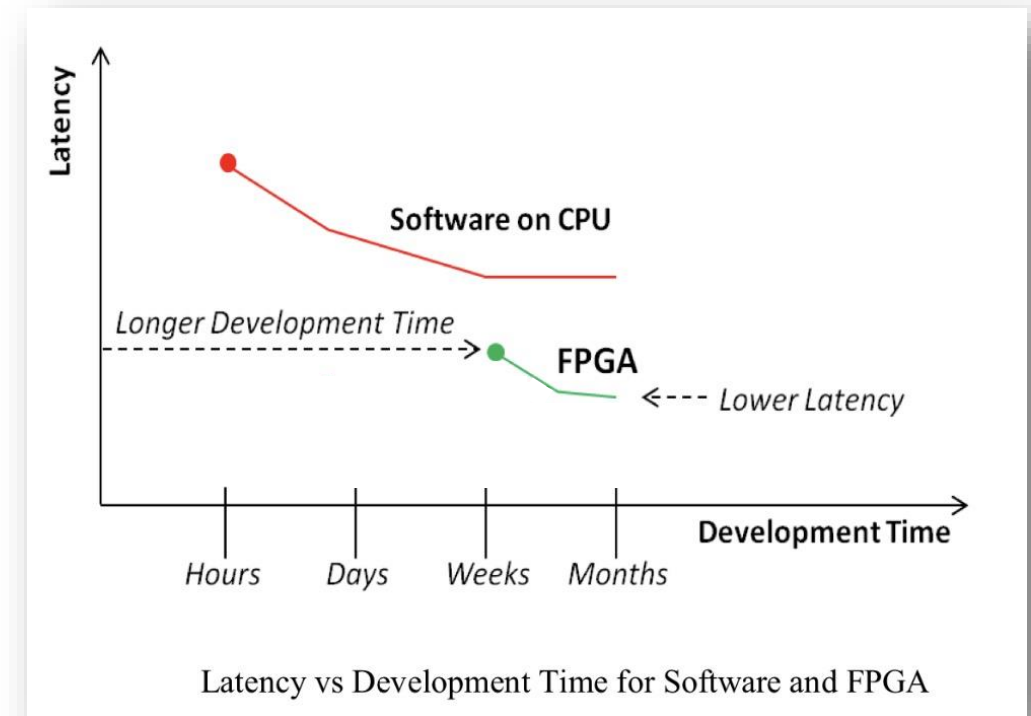 Latency
Software on CPU
Longer Development Time
FPGA
Lower Latency
Development Time
Hours Days Weeks Months
Latency vs Development Time for Software and FPGA